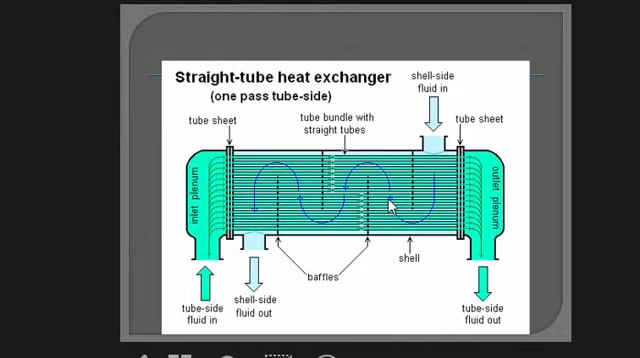 Straight-tube heat exchanger
(one pass tube-side)
shell-side
fluid in
tube sheet
tube bundle with
straight tubes
tube sheet
inlet plenum
outlet plenum
baffles
shell
tube-side
fluid in
shell-side
fluid out
tube-side
fluid out